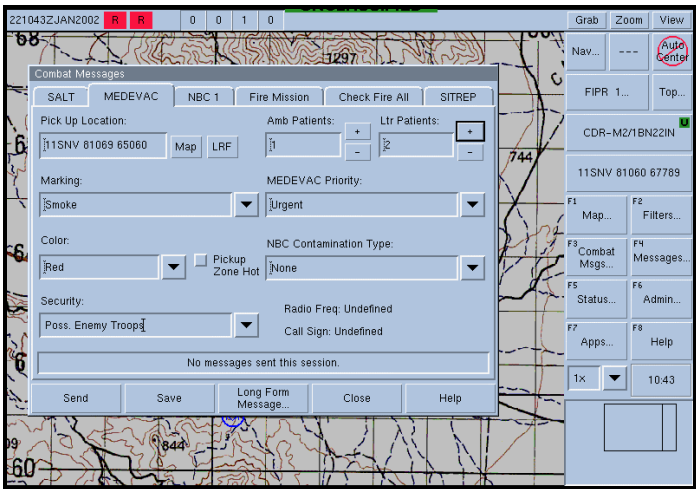 221043ZJAN2002 R R 0 0 1 0 Grab Zoom View
68
1297
Nav... --- Auto Center
Combat Messages
SALT MEDEVAC NBC 1 Fire Mission Check Fire All SITREP
FIPR 1... Top...
Pick Up Location: Amb Patients: Ltr Patients:
11SNV 81069 65060 Map LRF 1 + - 2 + -
U
CDR-M2/1BN22IN
744
11SNV 81060 67789
Marking: MEDEVAC Priority:
Smoke Urgent
F1 Map... F2 Filters...
Color: Pickup Zone Hot NBC Contamination Type:
Red None
F3 Combat Msgs... F4 Messages...
Security:
Poss. Enemy Troops
Radio Freq: Undefined
Call Sign: Undefined
F5 Status... F6 Admin...
F7 Apps... F8 Help
No messages sent this session.
1x 10:43
Send Save Long Form Message... Close Help
844
60